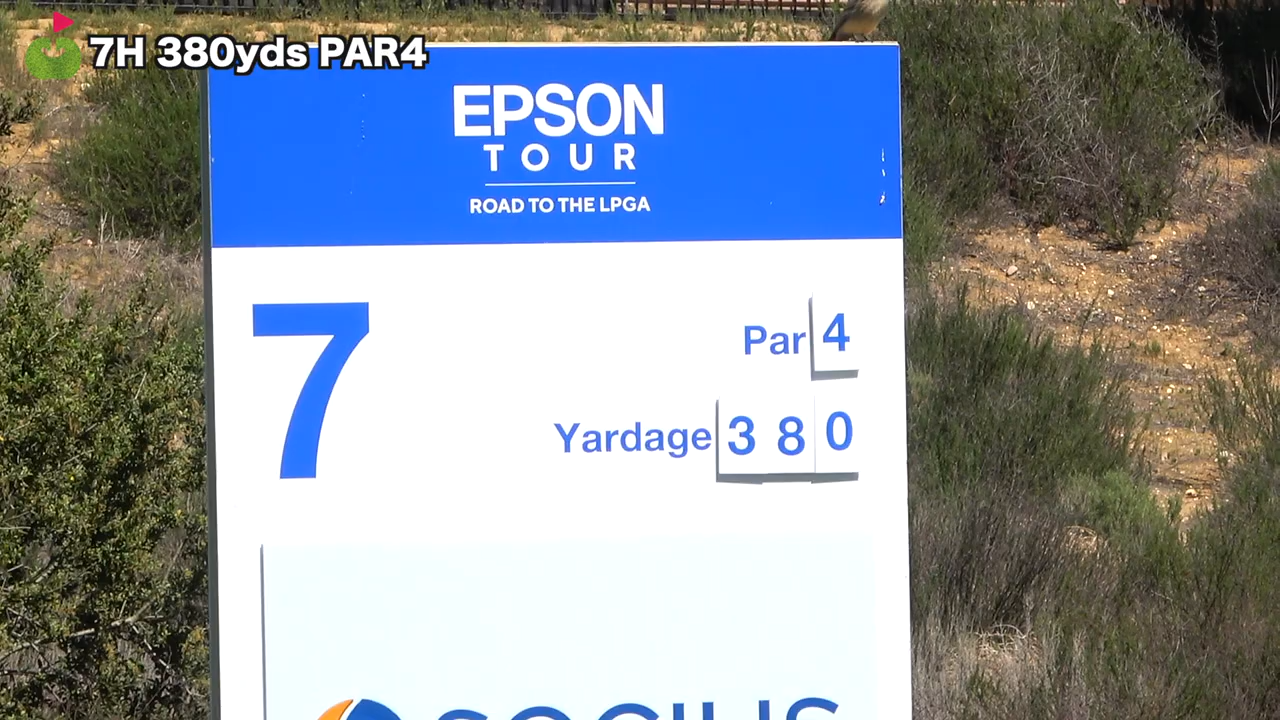 7H 380yds PAR4
EPSON
TOUR
ROAD TO THE LPGA
7
Par 4
Yardage 380